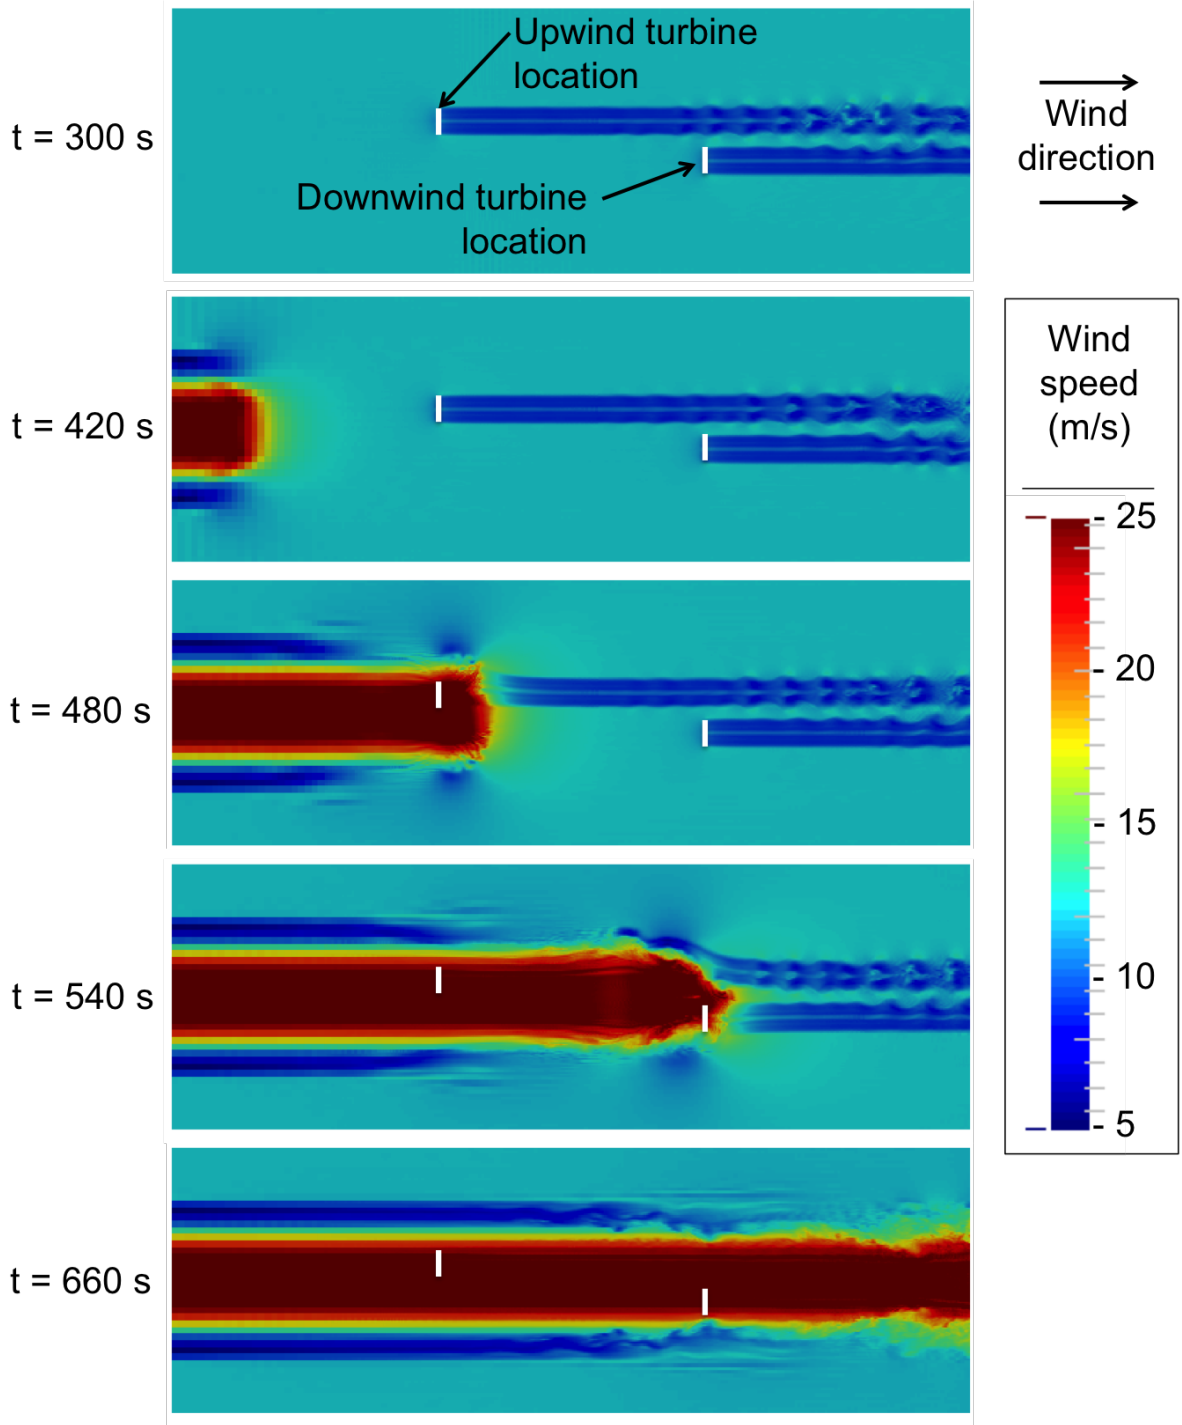 Upwind turbine
location
t = 300 s
Downwind turbine
location
Wind
direction
t = 420 s
t = 480 s
t = 540 s
t = 660 s
Wind
speed
(m/s)
- 25
- 20
- 15
- 10
- 5